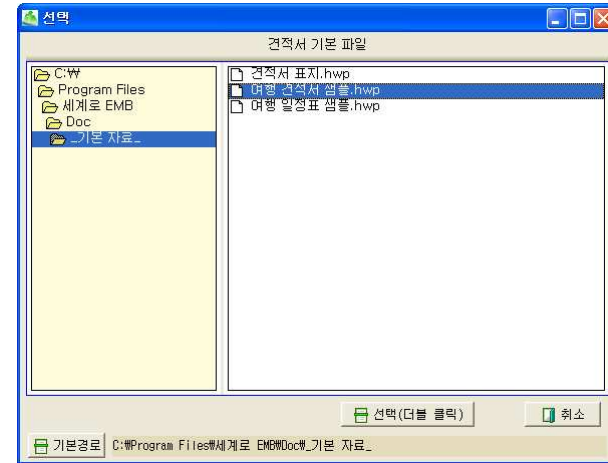 선택
견적서 기본 파일
C:₩
Program Files
세계로 EMB
Doc
_기본 자료_
견적서 표지.hwp
여행 견적서 샘플.hwp
여행 일정표 샘플.hwp
선택(더블 클릭)
취소
기본경로
C:₩Program Files₩세계로 EMB₩Doc₩_기본 자료_